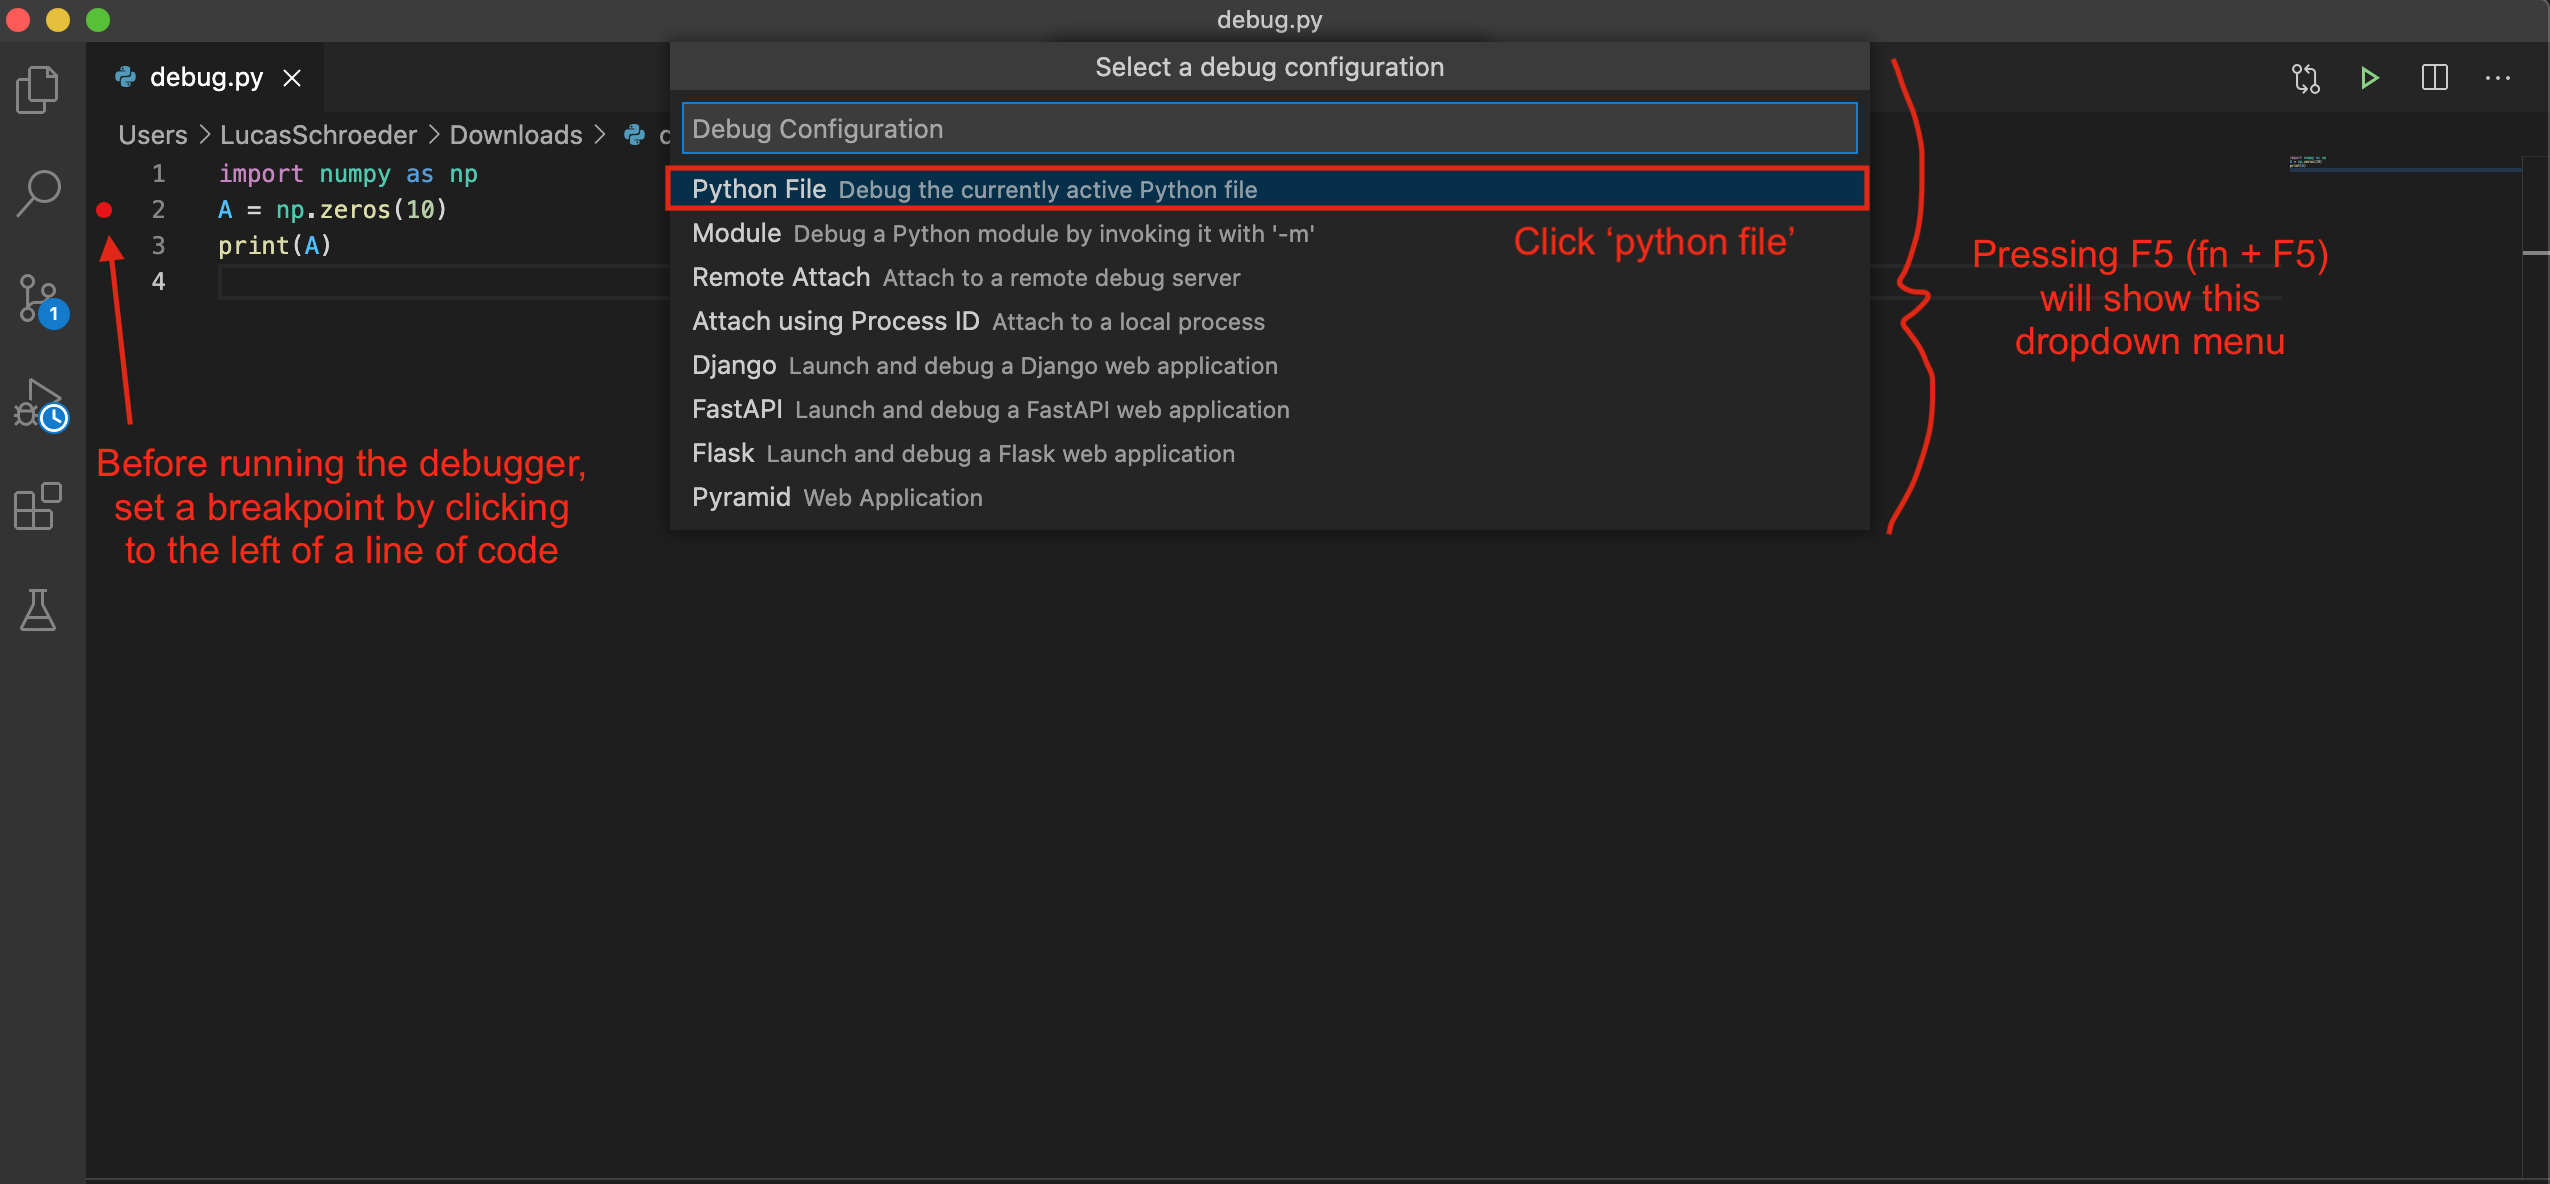 debug.py
debug.py
Select a debug configuration
Debug Configuration
Users > LucasSchroeder > Downloads >
1 import numpy as np
2 A = np.zeros(10)
3 print(A)
4
Python File Debug the currently active Python file
Module Debug a Python module by invoking it with '-m'
Remote Attach Attach to a remote debug server
Attach using Process ID Attach to a local process
Django Launch and debug a Django web application
FastAPI Launch and debug a FastAPI web application
Flask Launch and debug a Flask web application
Pyramid Web Application
Click ‘python file’
Pressing F5 (fn + F5)
will show this
dropdown menu
1
Before running the debugger,
set a breakpoint by clicking
to the left of a line of code